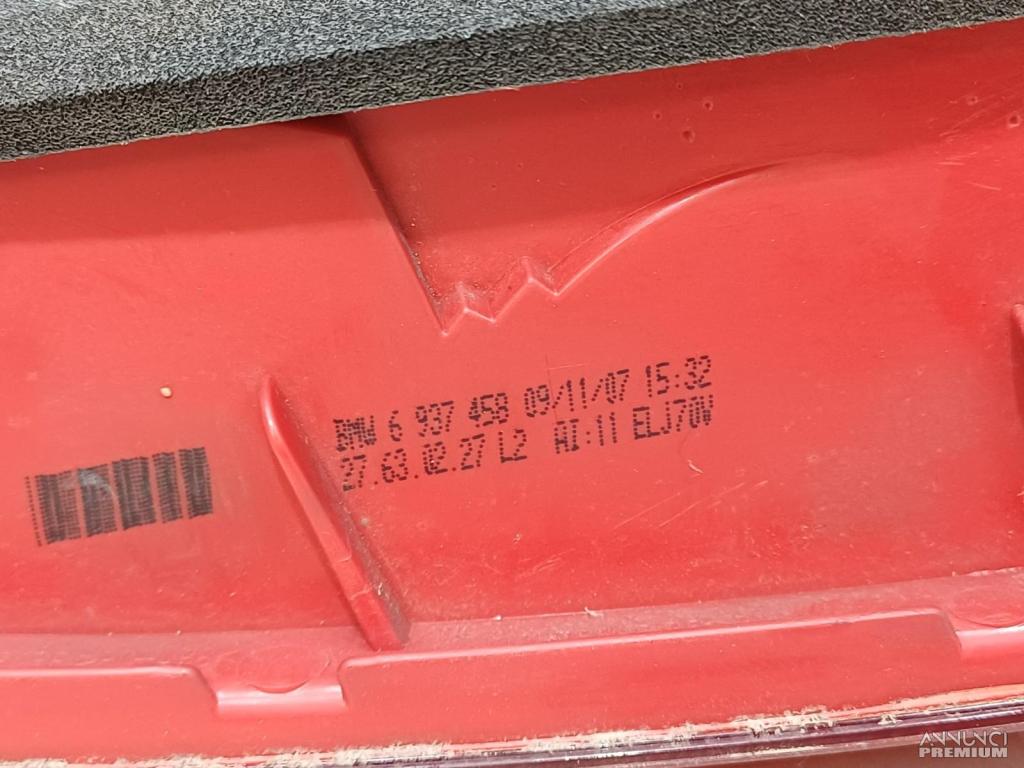 BMW 6 937 458 09/11/07 15:32
27.63.02.27 L2 AI:11 ELJ70W
ANNUNCI
PREMIUM